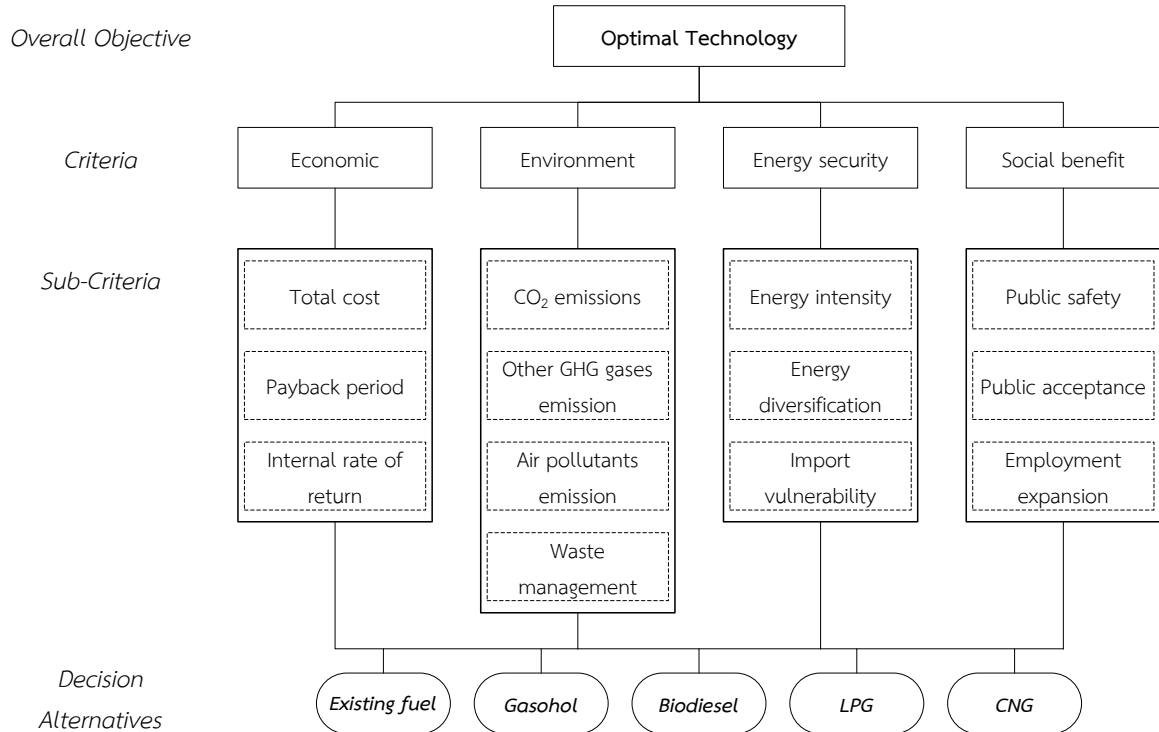 Overall Objective
Optimal Technology
Criteria
Economic
Environment
Energy security
Social benefit
Sub-Criteria
Total cost
Payback period
Internal rate of
return
CO₂ emissions
Other GHG gases
emission
Air pollutants
emission
Waste
management
Energy intensity
Energy
diversification
Import
vulnerability
Public safety
Public acceptance
Employment
expansion
Decision
Alternatives
Existing fuel
Gasohol
Biodiesel
LPG
CNG